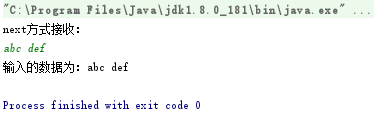 "C:\Program Files\Java\jdk1.8.0_181\bin\java.exe" ...
next方式接收：
abc def
输入的数据为：abc def
Process finished with exit code 0